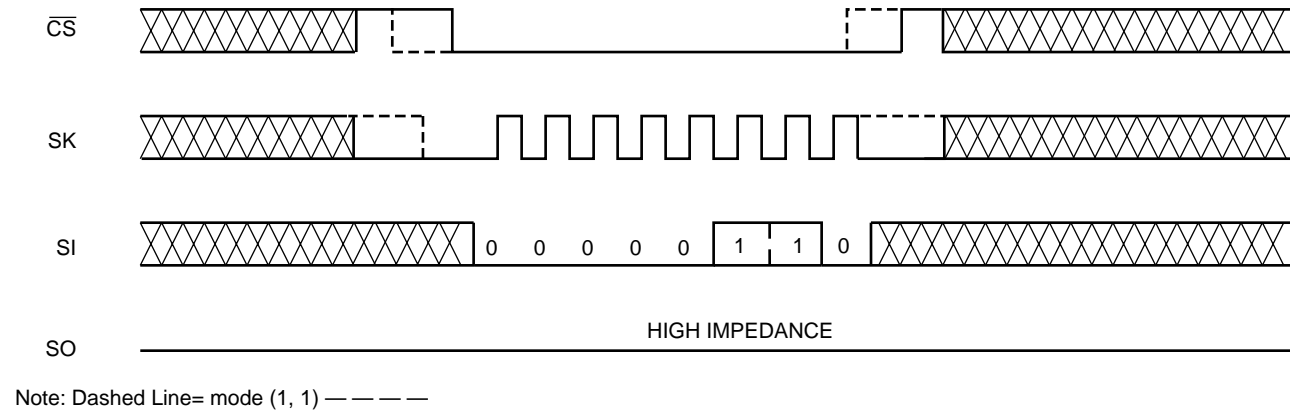 CS
SK
SI
0 0 0 0 0 1 1 0
HIGH IMPEDANCE
SO
Note: Dashed Line= mode (1, 1) — — — —